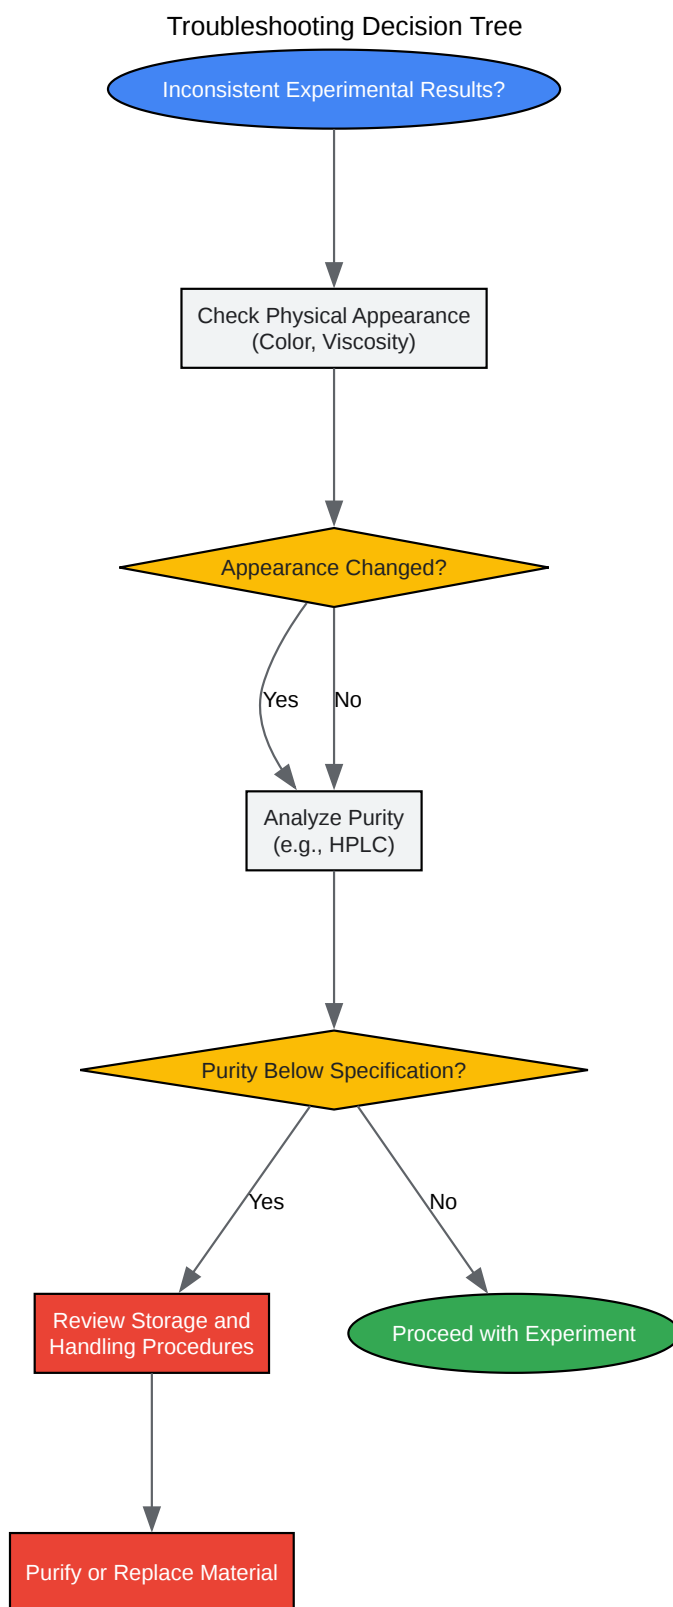 Troubleshooting Decision Tree
Inconsistent Experimental Results?
Check Physical Appearance
(Color, Viscosity)
Appearance Changed?
Yes
No
Analyze Purity
(e.g., HPLC)
Purity Below Specification?
Yes
No
Review Storage and
Handling Procedures
Proceed with Experiment
Purify or Replace Material